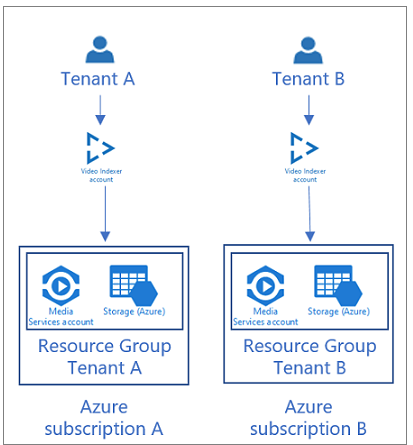 Tenant A
Video Indexer
account
Media
Services account
Storage (Azure)
Resource Group
Tenant A
Azure
subscription A
Tenant B
Video Indexer
account
Media
Services account
Storage (Azure)
Resource Group
Tenant B
Azure
subscription B